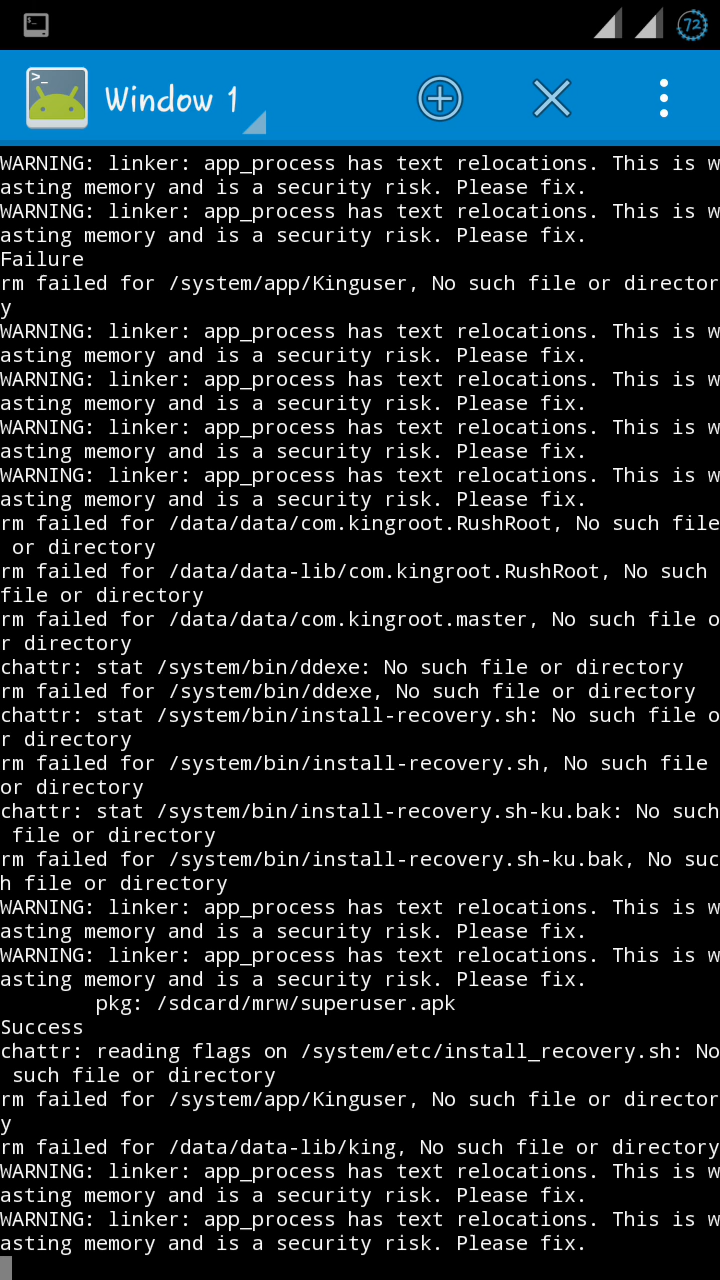 72
Window 1
WARNING: linker: app_process has text relocations. This is w
asting memory and is a security risk. Please fix.
WARNING: linker: app_process has text relocations. This is w
asting memory and is a security risk. Please fix.
Failure
rm failed for /system/app/Kinguser, No such file or director
y
WARNING: linker: app_process has text relocations. This is w
asting memory and is a security risk. Please fix.
WARNING: linker: app_process has text relocations. This is w
asting memory and is a security risk. Please fix.
WARNING: linker: app_process has text relocations. This is w
asting memory and is a security risk. Please fix.
WARNING: linker: app_process has text relocations. This is w
asting memory and is a security risk. Please fix.
rm failed for /data/data/com.kingroot.RushRoot, No such file
 or directory
rm failed for /data/data-lib/com.kingroot.RushRoot, No such
file or directory
rm failed for /data/data/com.kingroot.master, No such file o
r directory
chattr: stat /system/bin/ddexe: No such file or directory
rm failed for /system/bin/ddexe, No such file or directory
chattr: stat /system/bin/install-recovery.sh: No such file o
r directory
rm failed for /system/bin/install-recovery.sh, No such file
or directory
chattr: stat /system/bin/install-recovery.sh-ku.bak: No such
 file or directory
rm failed for /system/bin/install-recovery.sh-ku.bak, No suc
h file or directory
WARNING: linker: app_process has text relocations. This is w
asting memory and is a security risk. Please fix.
WARNING: linker: app_process has text relocations. This is w
asting memory and is a security risk. Please fix.
        pkg: /sdcard/mrw/superuser.apk
Success
chattr: reading flags on /system/etc/install_recovery.sh: No
 such file or directory
rm failed for /system/app/Kinguser, No such file or director
y
rm failed for /data/data-lib/king, No such file or directory
WARNING: linker: app_process has text relocations. This is w
asting memory and is a security risk. Please fix.
WARNING: linker: app_process has text relocations. This is w
asting memory and is a security risk. Please fix.